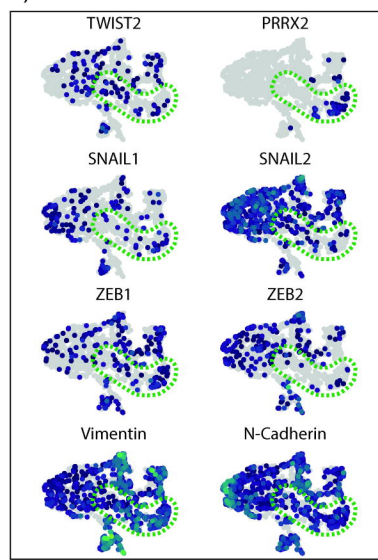 TWIST2 PRRX2
SNAIL1 SNAIL2
ZEB1 ZEB2
Vimentin N-Cadherin